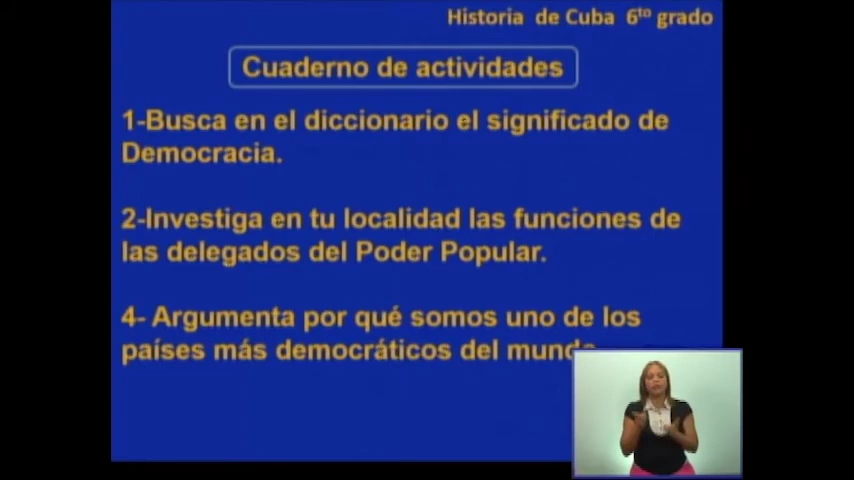 Historia de Cuba 6to grado
Cuaderno de actividades
1-Busca en el diccionario el significado de
Democracia.
2-Investiga en tu localidad las funciones de
las delegados del Poder Popular.
4- Argumenta por qué somos uno de los
países más democráticos del mundo